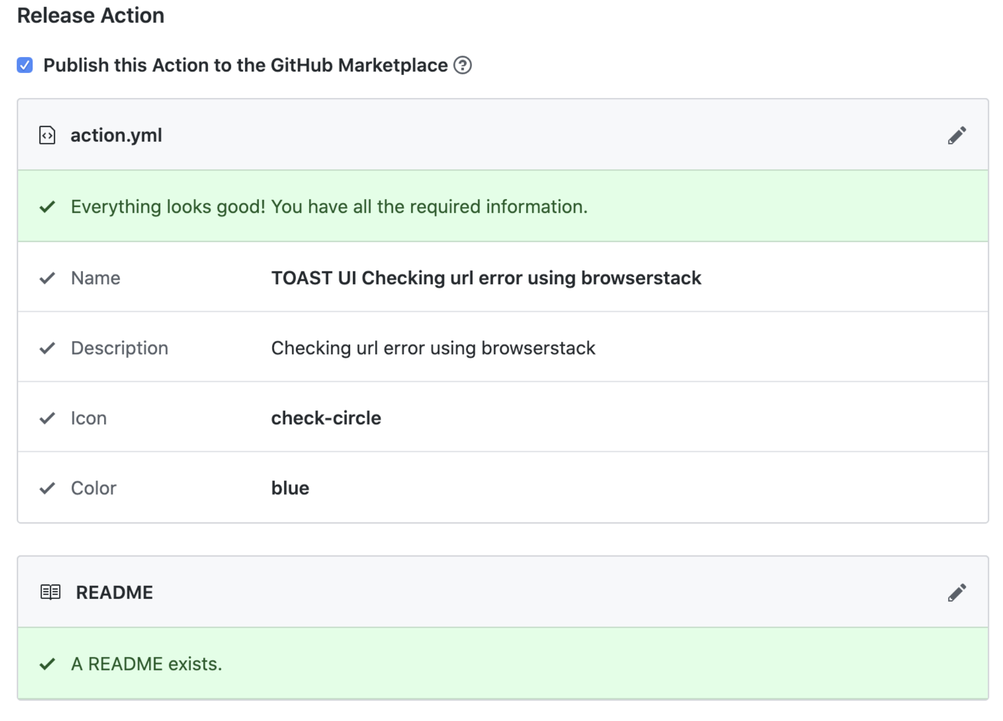 Release Action
Publish this Action to the GitHub Marketplace ?
action.yml
Everything looks good! You have all the required information.
Name TOAST UI Checking url error using browserstack
Description Checking url error using browserstack
Icon check-circle
Color blue
README
A README exists.